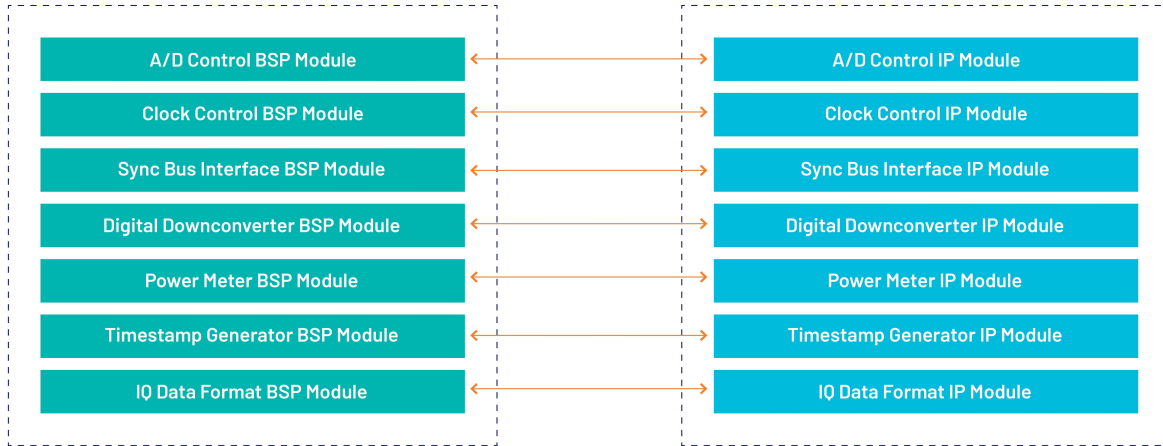 A/D Control BSP Module
A/D Control IP Module
Clock Control BSP Module
Clock Control IP Module
Sync Bus Interface BSP Module
Sync Bus Interface IP Module
Digital Downconverter BSP Module
Digital Downconverter IP Module
Power Meter BSP Module
Power Meter IP Module
Timestamp Generator BSP Module
Timestamp Generator IP Module
IQ Data Format BSP Module
IQ Data Format IP Module